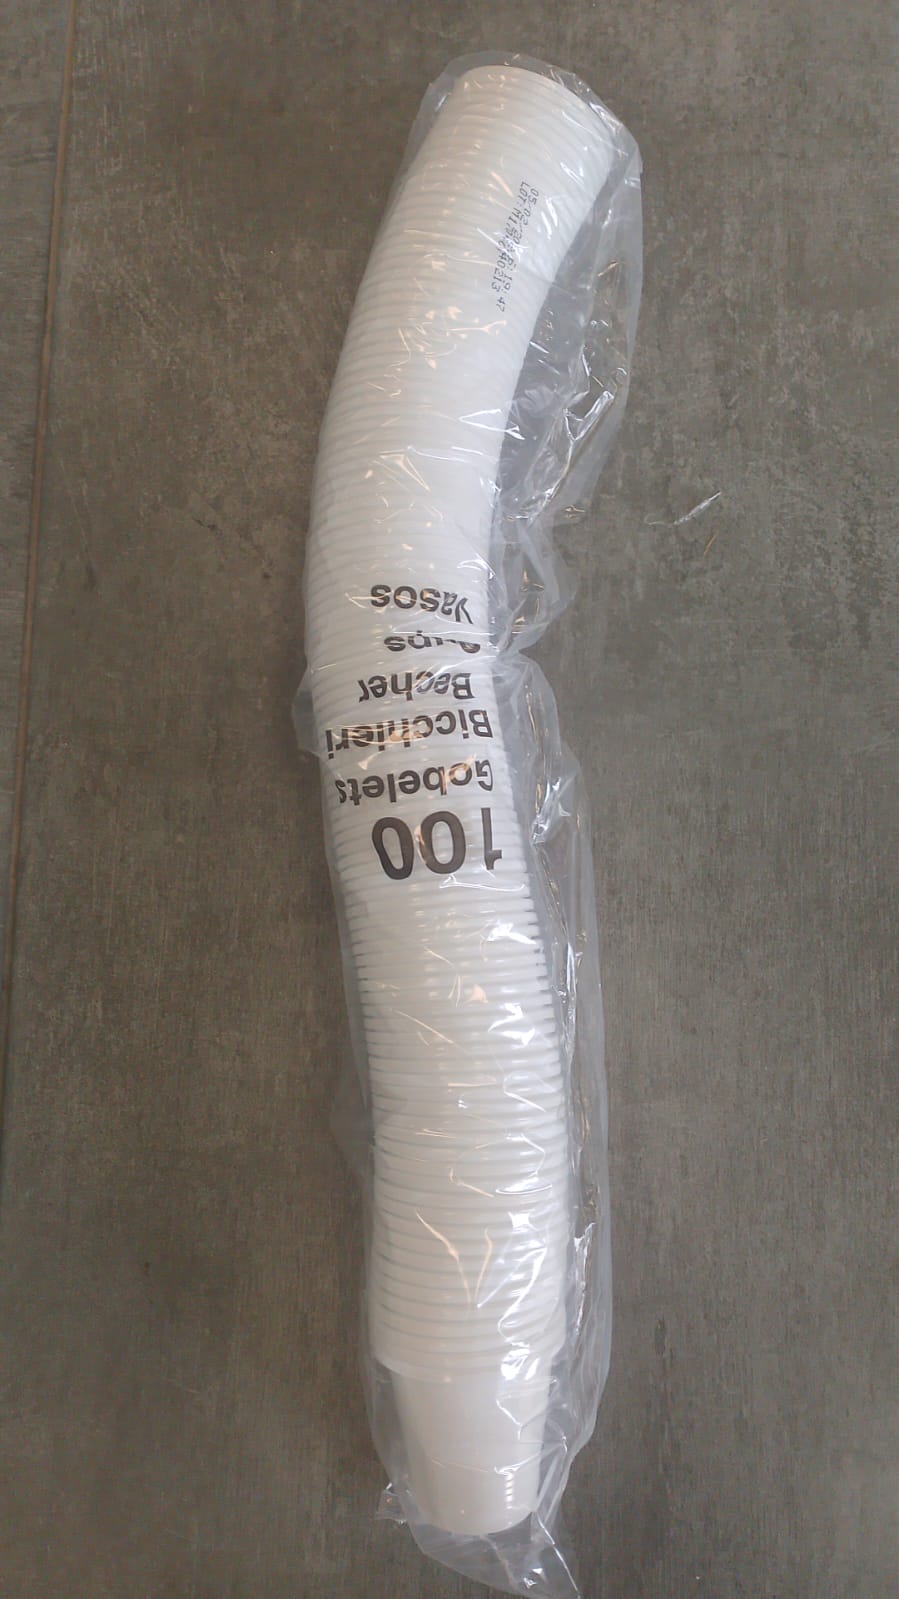 100
Gobelets
Bicchieri
Becher
Cups
Vasos